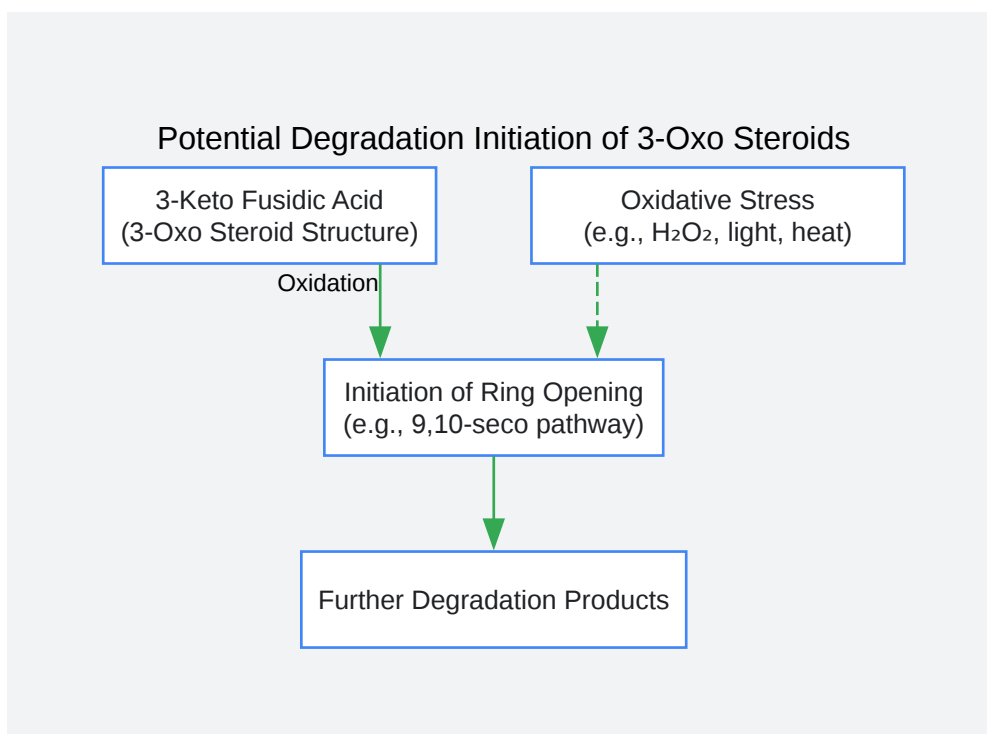 Potential Degradation Initiation of 3-Oxo Steroids
3-Keto Fusidic Acid
(3-Oxo Steroid Structure)
Oxidative Stress
(e.g., H₂O₂, light, heat)
Oxidation
Initiation of Ring Opening
(e.g., 9,10-seco pathway)
Further Degradation Products